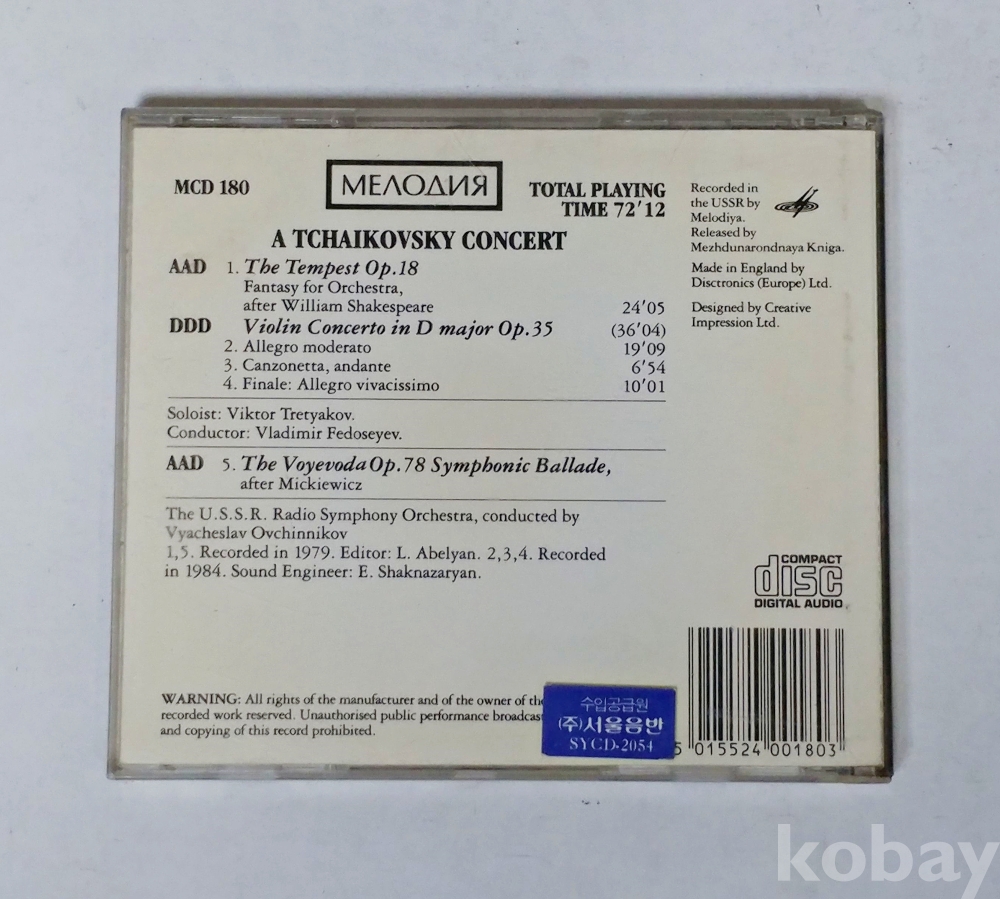 MCD 180
МЕЛОДИЯ
TOTAL PLAYING
TIME 72'12
A TCHAIKOVSKY CONCERT
AAD 1. The Tempest Op.18
Fantasy for Orchestra,
after William Shakespeare 24'05
DDD Violin Concerto in D major Op.35 (36'04)
2. Allegro moderato 19'09
3. Canzonetta, andante 6'54
4. Finale: Allegro vivacissimo 10'01
Soloist: Viktor Tretyakov.
Conductor: Vladimir Fedoseyev.
AAD 5. The Voyevoda Op.78 Symphonic Ballade,
after Mickiewicz
The U.S.S.R. Radio Symphony Orchestra, conducted by
Vyacheslav Ovchinnikov
1,5. Recorded in 1979. Editor: L. Abelyan. 2,3,4. Recorded
in 1984. Sound Engineer: E. Shaknazaryan.
Recorded in
the USSR by
Melodiya.
Released by
Mezhdunarondnaya Kniga.
Made in England by
Disctronics (Europe) Ltd.
Designed by Creative
Impression Ltd.
COMPACT
disc
DIGITAL AUDIO
WARNING: All rights of the manufacturer and of the owner of the
recorded work reserved. Unauthorised public performance broadcas
and copying of this record prohibited.
수입공급원
(주)서울음반
SYCD-2054
5 015524 001803
kobay